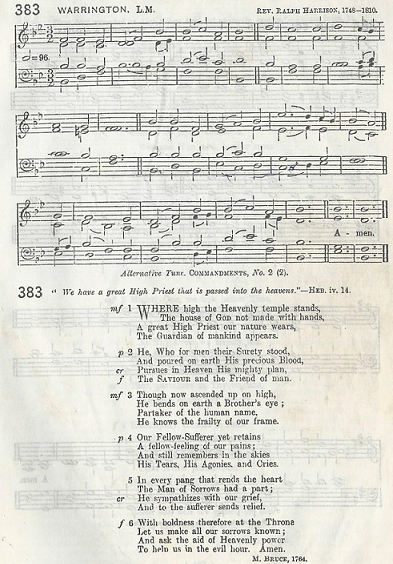 383 WARRINGTON. L.M. REV. RALPH HARRISON, 1748–1810.
=96.
A - men.
Alternative Tune. COMMANDMENTS, No. 2 (2).
383 "We have a great High Priest that is passed into the heavens."—HEB. iv. 14.
mf 1 WHERE high the Heavenly temple stands,
The house of GOD not made with hands,
A great High Priest our nature wears,
The Guardian of mankind appears.
p 2 He, Who for men their Surety stood,
And poured on earth His precious Blood,
cr Pursues in Heaven His mighty plan,
f The SAVIOUR and the Friend of man.
mf 3 Though now ascended up on high,
He bends on earth a Brother's eye;
Partaker of the human name,
He knows the frailty of our frame.
p 4 Our Fellow-Sufferer yet retains
A fellow-feeling of our pains;
And still remembers in the skies
His Tears, His Agonies, and Cries.
5 In every pang that rends the heart
The Man of Sorrows had a part;
cr He sympathizes with our grief,
And to the sufferer sends relief.
f 6 With boldness therefore at the Throne
Let us make all our sorrows known;
And ask the aid of Heavenly power
To help us in the evil hour. Amen.
M. BRUCE, 1764.